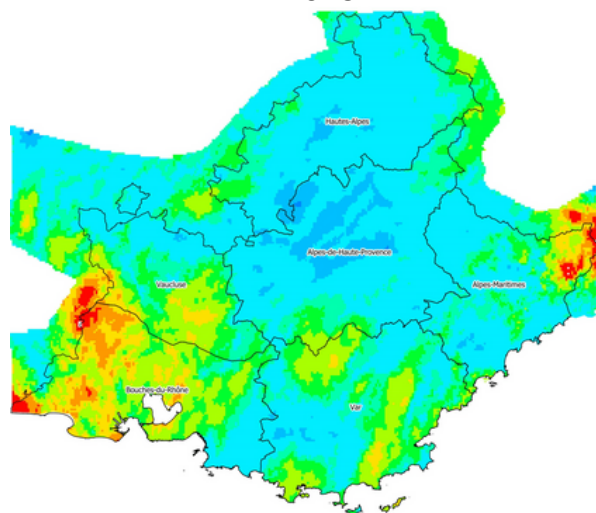 Hautes-Alpes
Alpes-de-Haute-Provence
Vaucluse
Alpes-Maritimes
Bouches-du-Rhône
Var